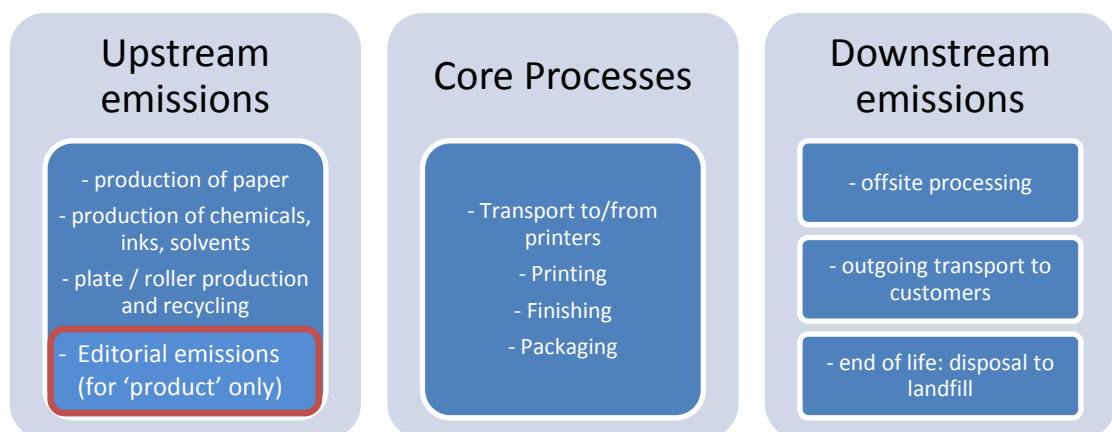 Upstream
emissions
- production of paper
- production of chemicals,
inks, solvents
- plate / roller production
and recycling
- Editorial emissions
(for ‘product’ only)
Core Processes
- Transport to/from
printers
- Printing
- Finishing
- Packaging
Downstream
emissions
- offsite processing
- outgoing transport to
customers
- end of life: disposal to
landfill